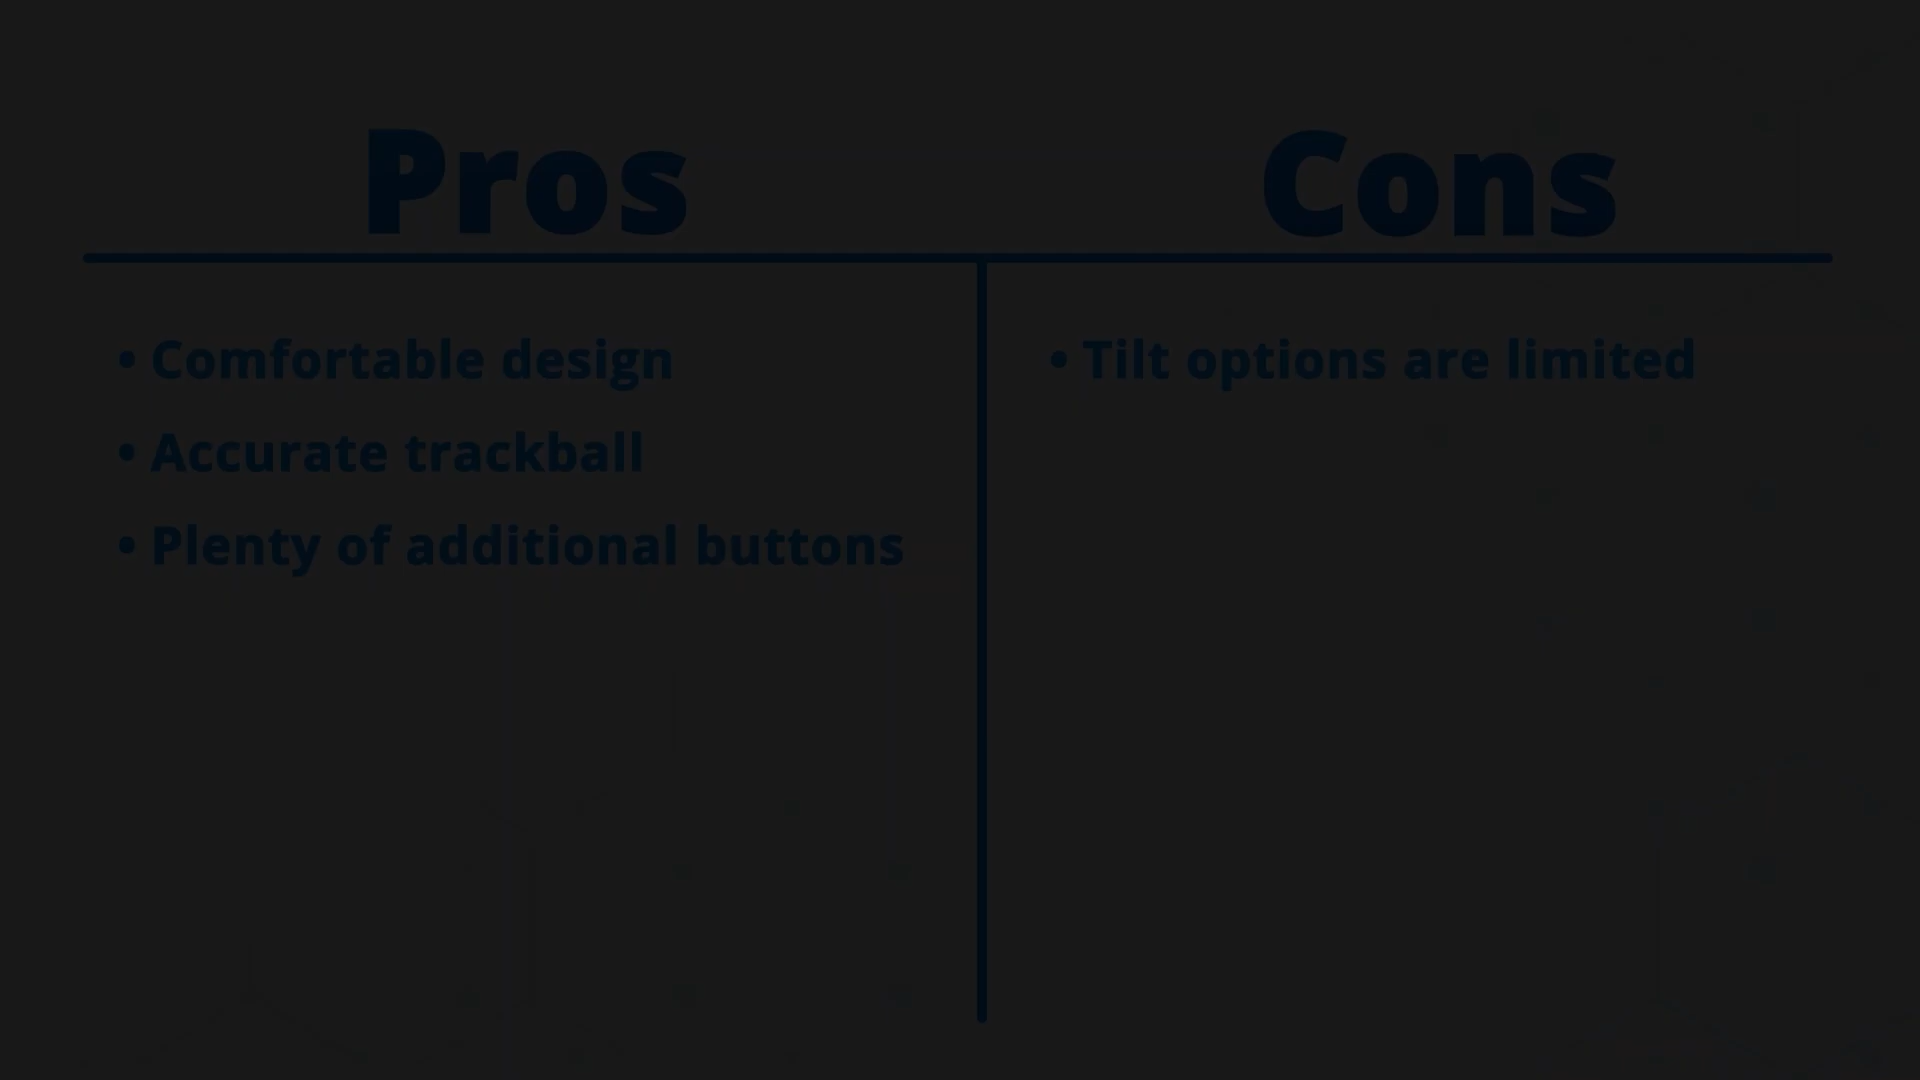 Pros
Cons
• Comfortable design
• Accurate trackball
• Plenty of additional buttons
• Tilt options are limited